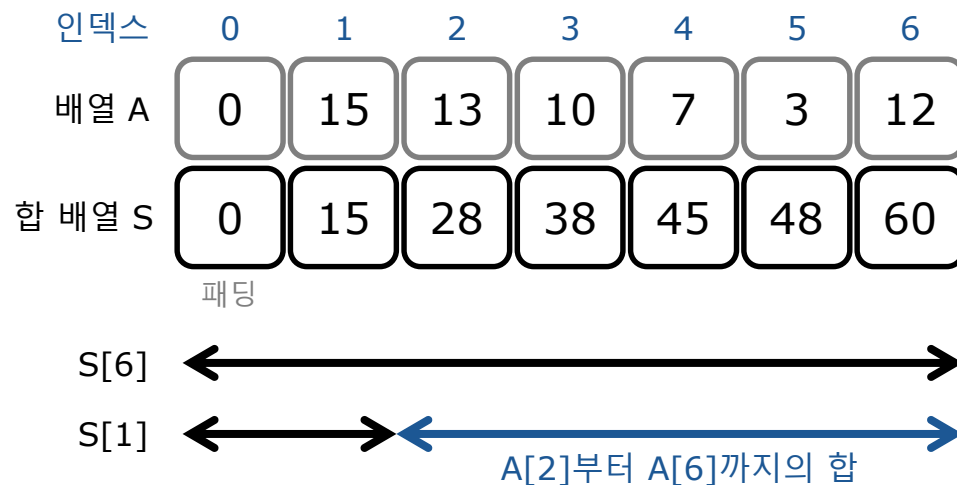 인덱스 0 1 2 3 4 5 6
배열 A 0 15 13 10 7 3 12
합 배열 S 0 15 28 38 45 48 60
패딩
S[6]
S[1]
A[2]부터 A[6]까지의 합